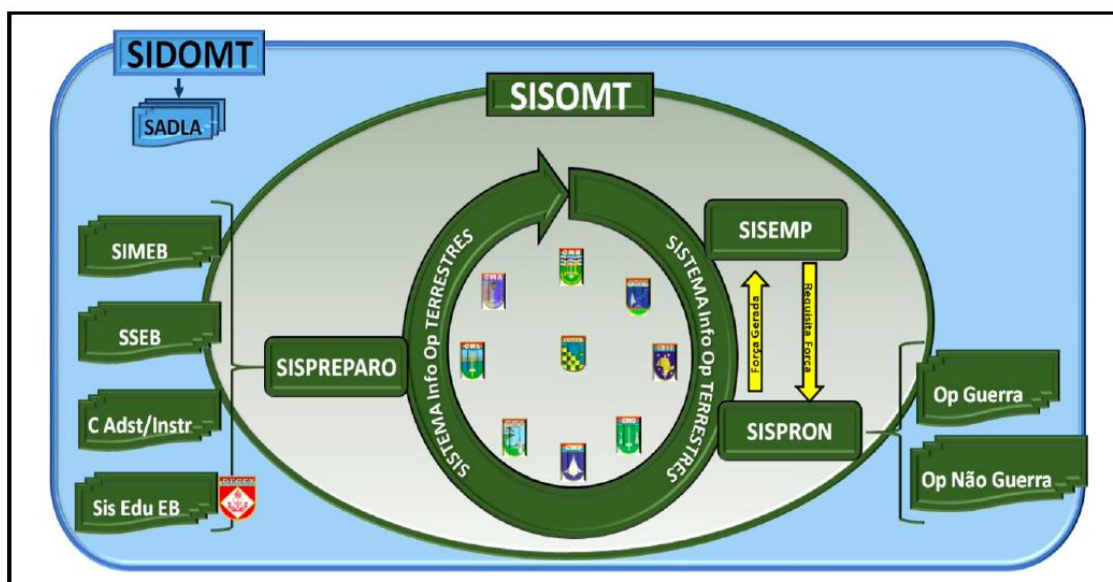 SIDOMT
SADLA
SISOMT
SIMEB
SSEB
C Adst/Instr
Sis Edu EB
SISPREPARO
SISTEMA Info Op TERRESTRES
SISTEMA Info Op TERRESTRES
SISEMP
Força Gerada
Requisita Força
SISPRON
Op Guerra
Op Não Guerra